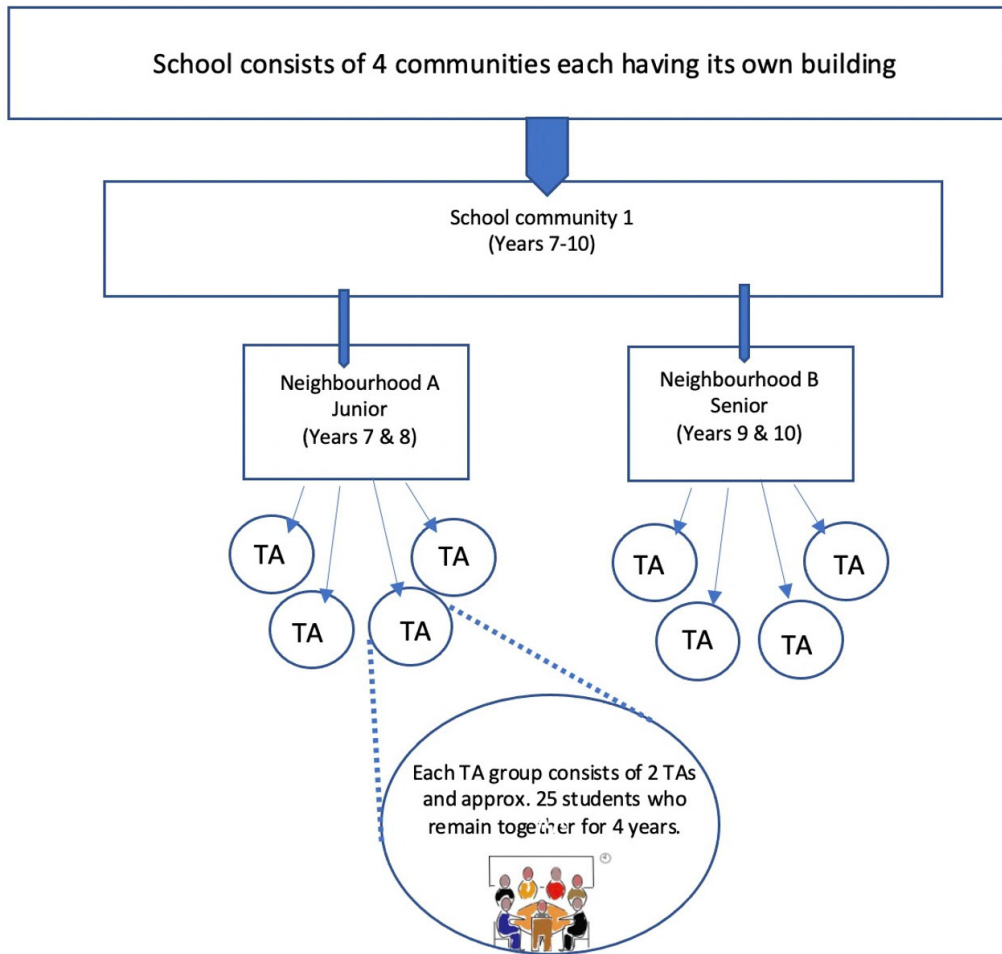 School consists of 4 communities each having its own building
School community 1
(Years 7-10)
Neighbourhood A
Junior
(Years 7 & 8)
Neighbourhood B
Senior
(Years 9 & 10)
TA
TA
TA
TA
TA
TA
TA
TA
Each TA group consists of 2 TAs
and approx. 25 students who
remain together for 4 years.